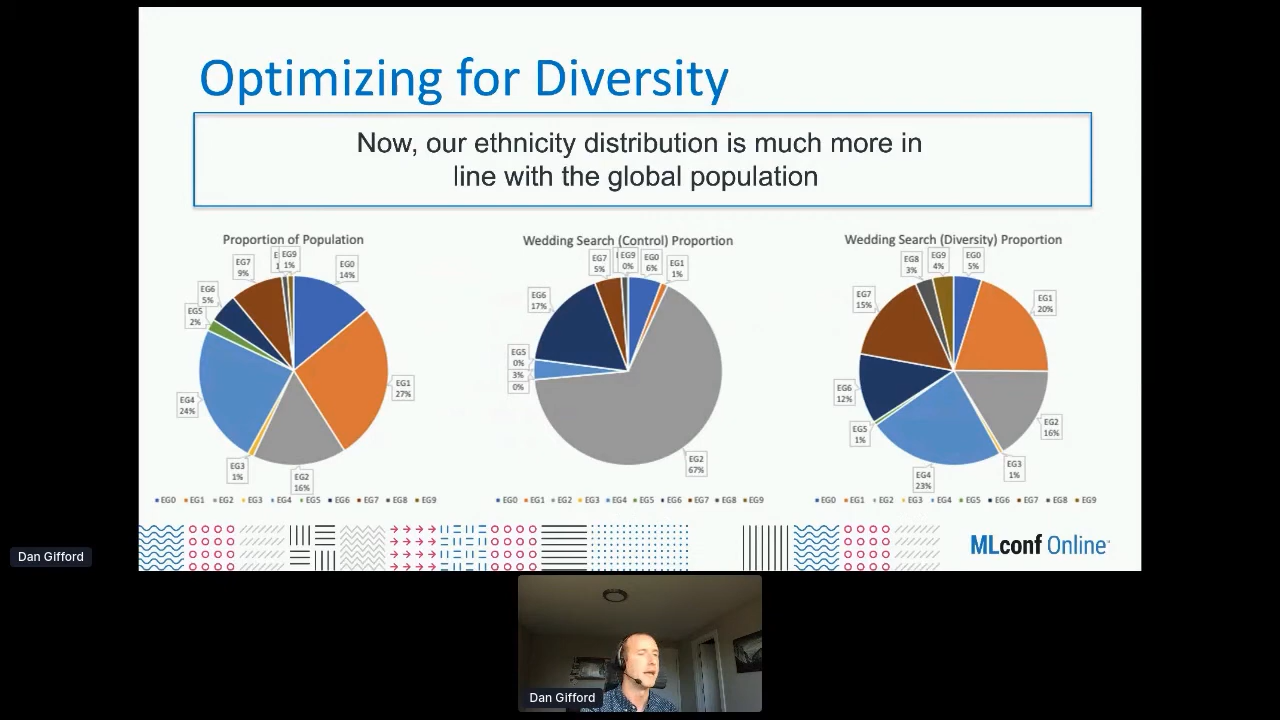 Optimizing for Diversity
Now, our ethnicity distribution is much more in
line with the global population
Proportion of Population
EG9
1%
EG0
14%
EG7
9%
EG6
5%
EG5
2%
EG4
24%
EG1
27%
EG3
1%
EG2
16%
EG0 EG1 EG2 EG3 EG4 EG5 EG6 EG7 EG8 EG9
Wedding Search (Control) Proportion
EG7
5%
EG9
0%
EG0
6%
EG1
1%
EG6
17%
EG5
0%
3%
0%
EG2
67%
EG0 EG1 EG2 EG3 EG4 EG5 EG6 EG7 EG8 EG9
Wedding Search (Diversity) Proportion
EG8
3%
EG9
4%
EG0
5%
EG7
15%
EG1
20%
EG6
12%
EG5
1%
EG2
16%
EG4
23%
EG3
1%
EG0 EG1 EG2 EG3 EG4 EG5 EG6 EG7 EG8 EG9
MLconf Online
Dan Gifford
Dan Gifford